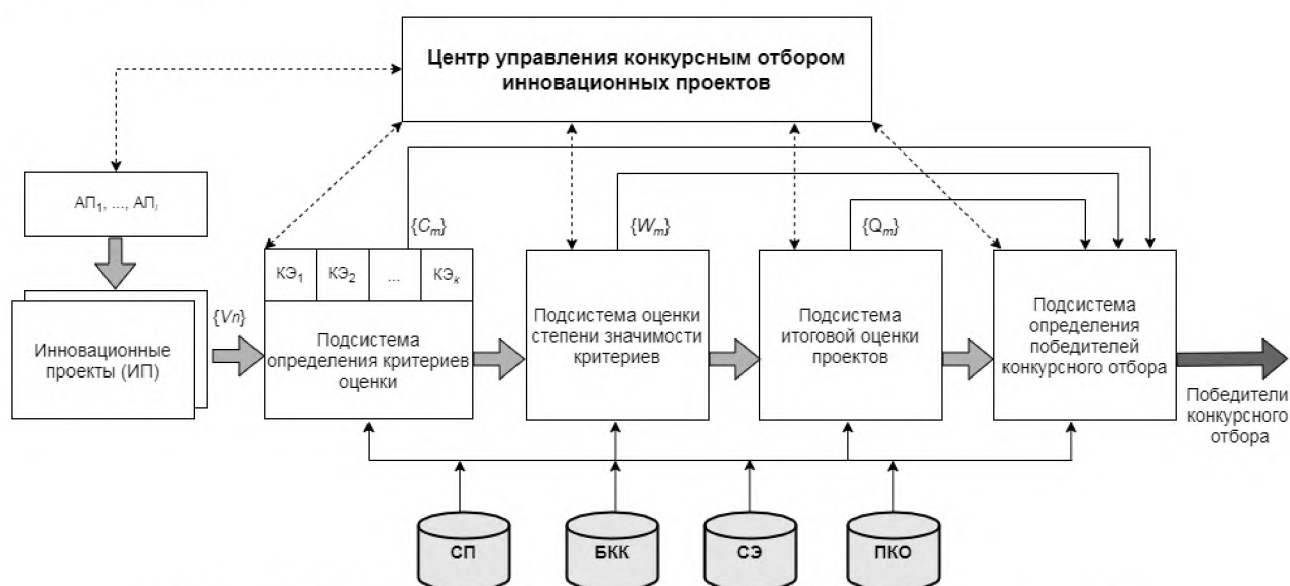 Центр управления конкурсным отбором
инновационных проектов
АП₁, ..., АПᵢ
{Cₘ}
{Wₘ}
{Qₘ}
{Vn}
КЭ₁
КЭ₂
...
КЭₖ
Инновационные
проекты (ИП)
Подсистема
определения критериев
оценки
Подсистема оценки
степени значимости
критериев
Подсистема
итоговой оценки
проектов
Подсистема
определения
победителей
конкурсного отбора
Победители
конкурсного
отбора
СП
БКК
СЭ
ПКО